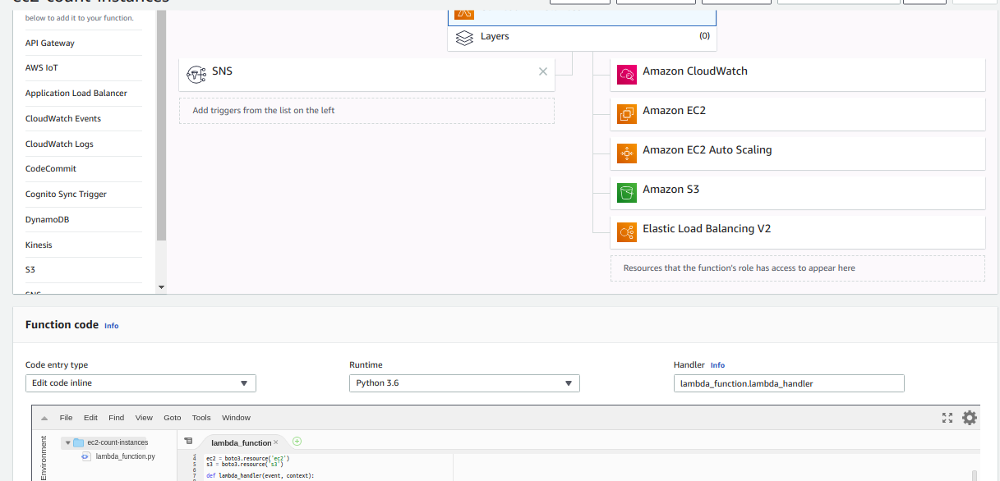 ec2-count-instances
below to add it to your function.
API Gateway
AWS IoT
Application Load Balancer
CloudWatch Events
CloudWatch Logs
CodeCommit
Cognito Sync Trigger
DynamoDB
Kinesis
S3
SNS
Layers
(0)
SNS
Add triggers from the list on the left
Amazon CloudWatch
Amazon EC2
Amazon EC2 Auto Scaling
Amazon S3
Elastic Load Balancing V2
Resources that the function's role has access to appear here
Function code Info
Code entry type
Edit code inline
Runtime
Python 3.6
Handler Info
lambda_function.lambda_handler
File Edit Find View Goto Tools Window
Environment
ec2-count-instances
lambda_function.py
lambda_function
4 ec2 = boto3.resource('ec2')
5 s3 = boto3.resource('s3')
6
7 def lambda_handler(event, context):